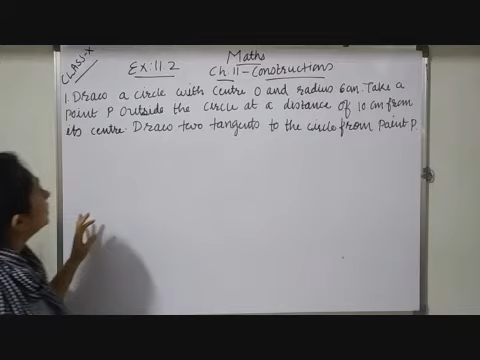 CLASS-X
Maths
Ex:11.2
Ch:11-Constructions
1. Draw a circle with centre O and radius 6cm. Take a
point P outside the circle at a distance of 10 cm from
its centre. Draw two tangents to the circle from point P.